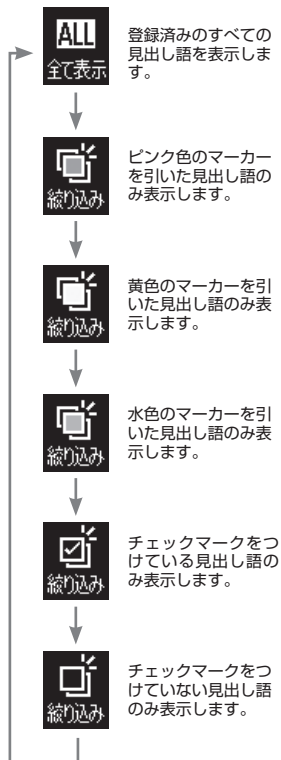 ALL
全て表示
登録済みのすべての
見出し語を表示しま
す。
絞り込み
ピンク色のマーカー
を引いた見出し語の
み表示します。
絞り込み
黄色のマーカーを引
いた見出し語のみ表
示します。
絞り込み
水色のマーカーを引
いた見出し語のみ表
示します。
絞り込み
チェックマークをつ
けている見出し語の
み表示します。
絞り込み
チェックマークをつ
けていない見出し語
のみ表示します。